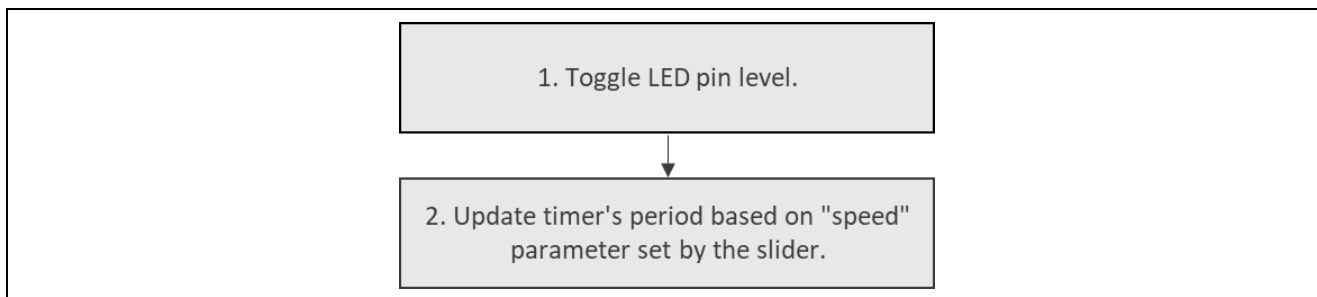 1. Toggle LED pin level.
2. Update timer's period based on "speed"
parameter set by the slider.